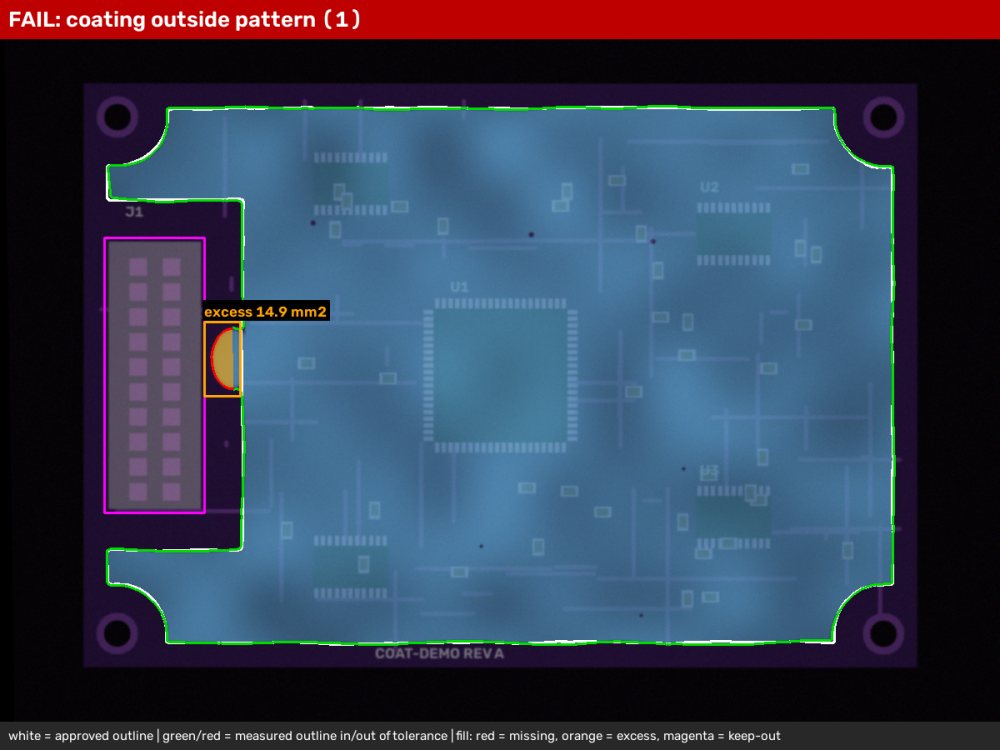 FAIL: coating outside pattern (1)
U2
J1
U1
excess 14.9 mm2
U3
COAT-DEMO REV A
white = approved outline | green/red = measured outline in/out of tolerance | fill: red = missing, orange = excess, magenta = keep-out